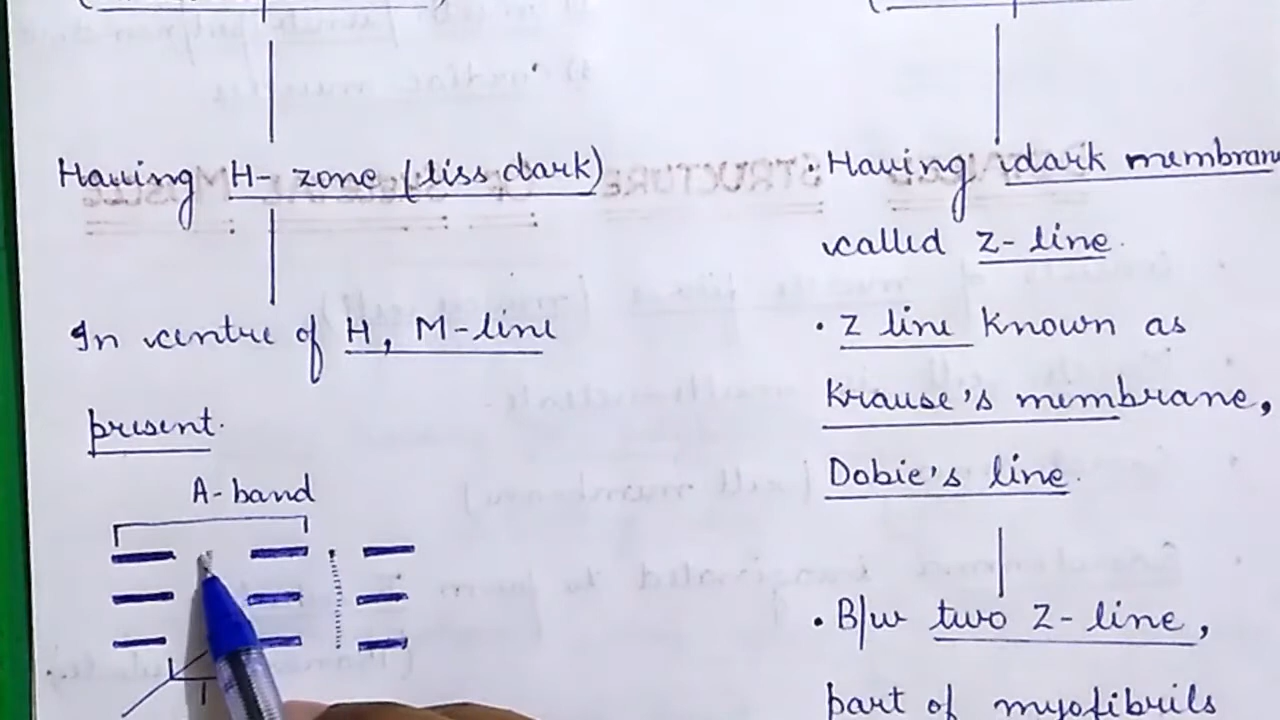 Having H- zone (liss dark)
In centre of H, M-line
present.
A-band
• Having dark membran
called Z-line.
• Z line known as
Krause's membrane,
Dobie's line.
• B/w two Z-line,
part of myofibrils